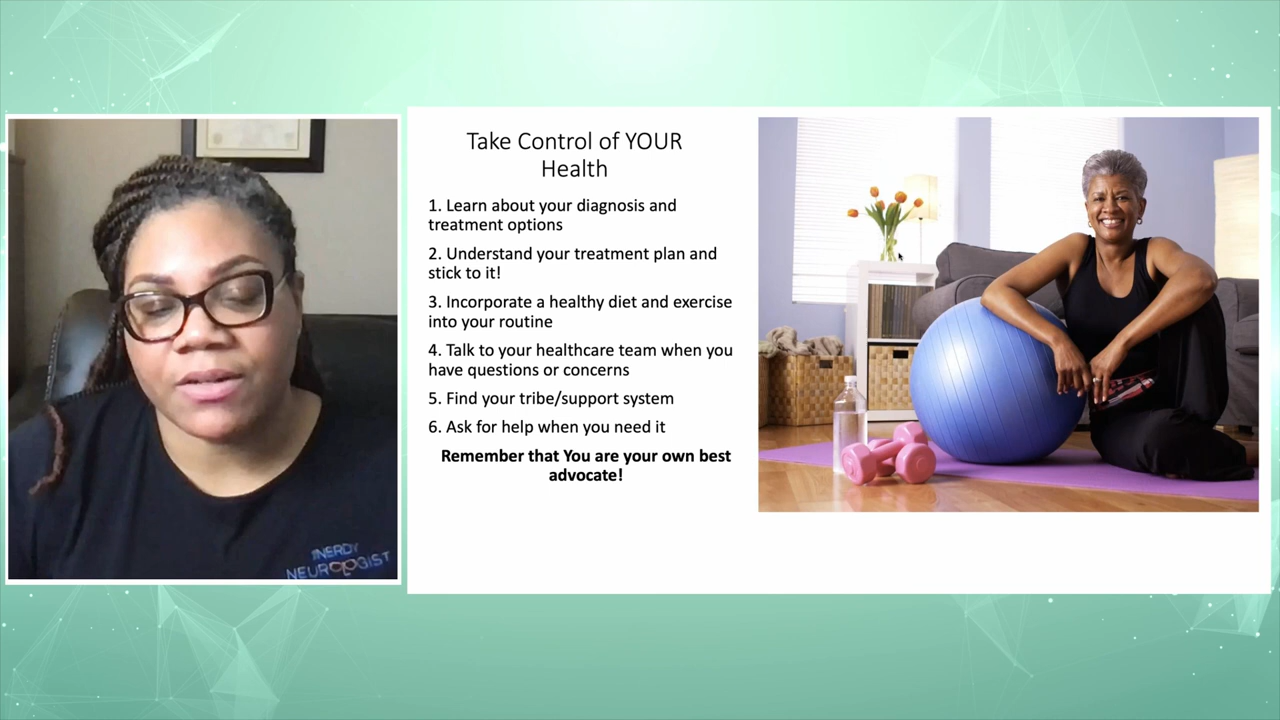 Take Control of YOUR
Health
1. Learn about your diagnosis and
treatment options
2. Understand your treatment plan and
stick to it!
3. Incorporate a healthy diet and exercise
into your routine
4. Talk to your healthcare team when you
have questions or concerns
5. Find your tribe/support system
6. Ask for help when you need it
Remember that You are your own best
advocate!
NERDY
NEUROLOGIST